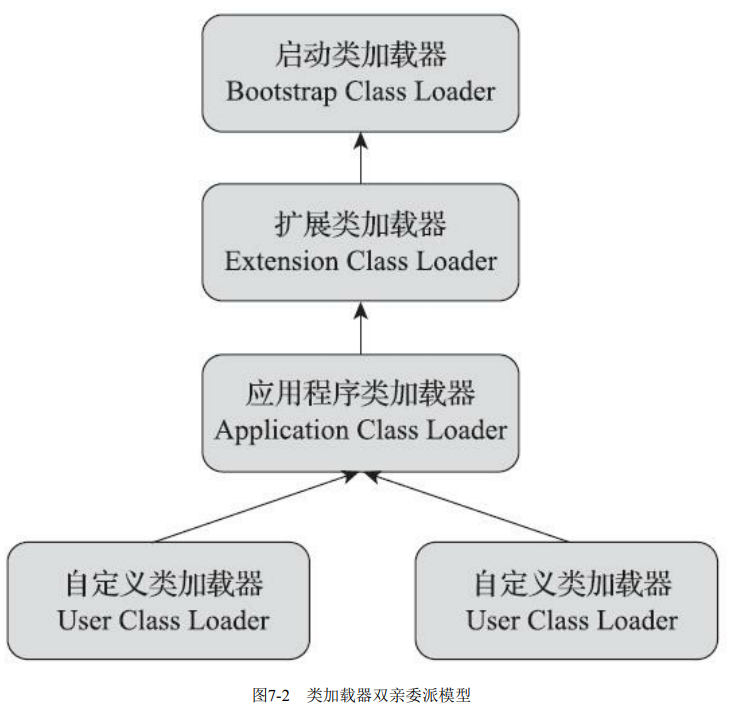 启动类加载器
Bootstrap Class Loader
扩展类加载器
Extension Class Loader
应用程序类加载器
Application Class Loader
自定义类加载器
User Class Loader
自定义类加载器
User Class Loader
图7-2 类加载器双亲委派模型